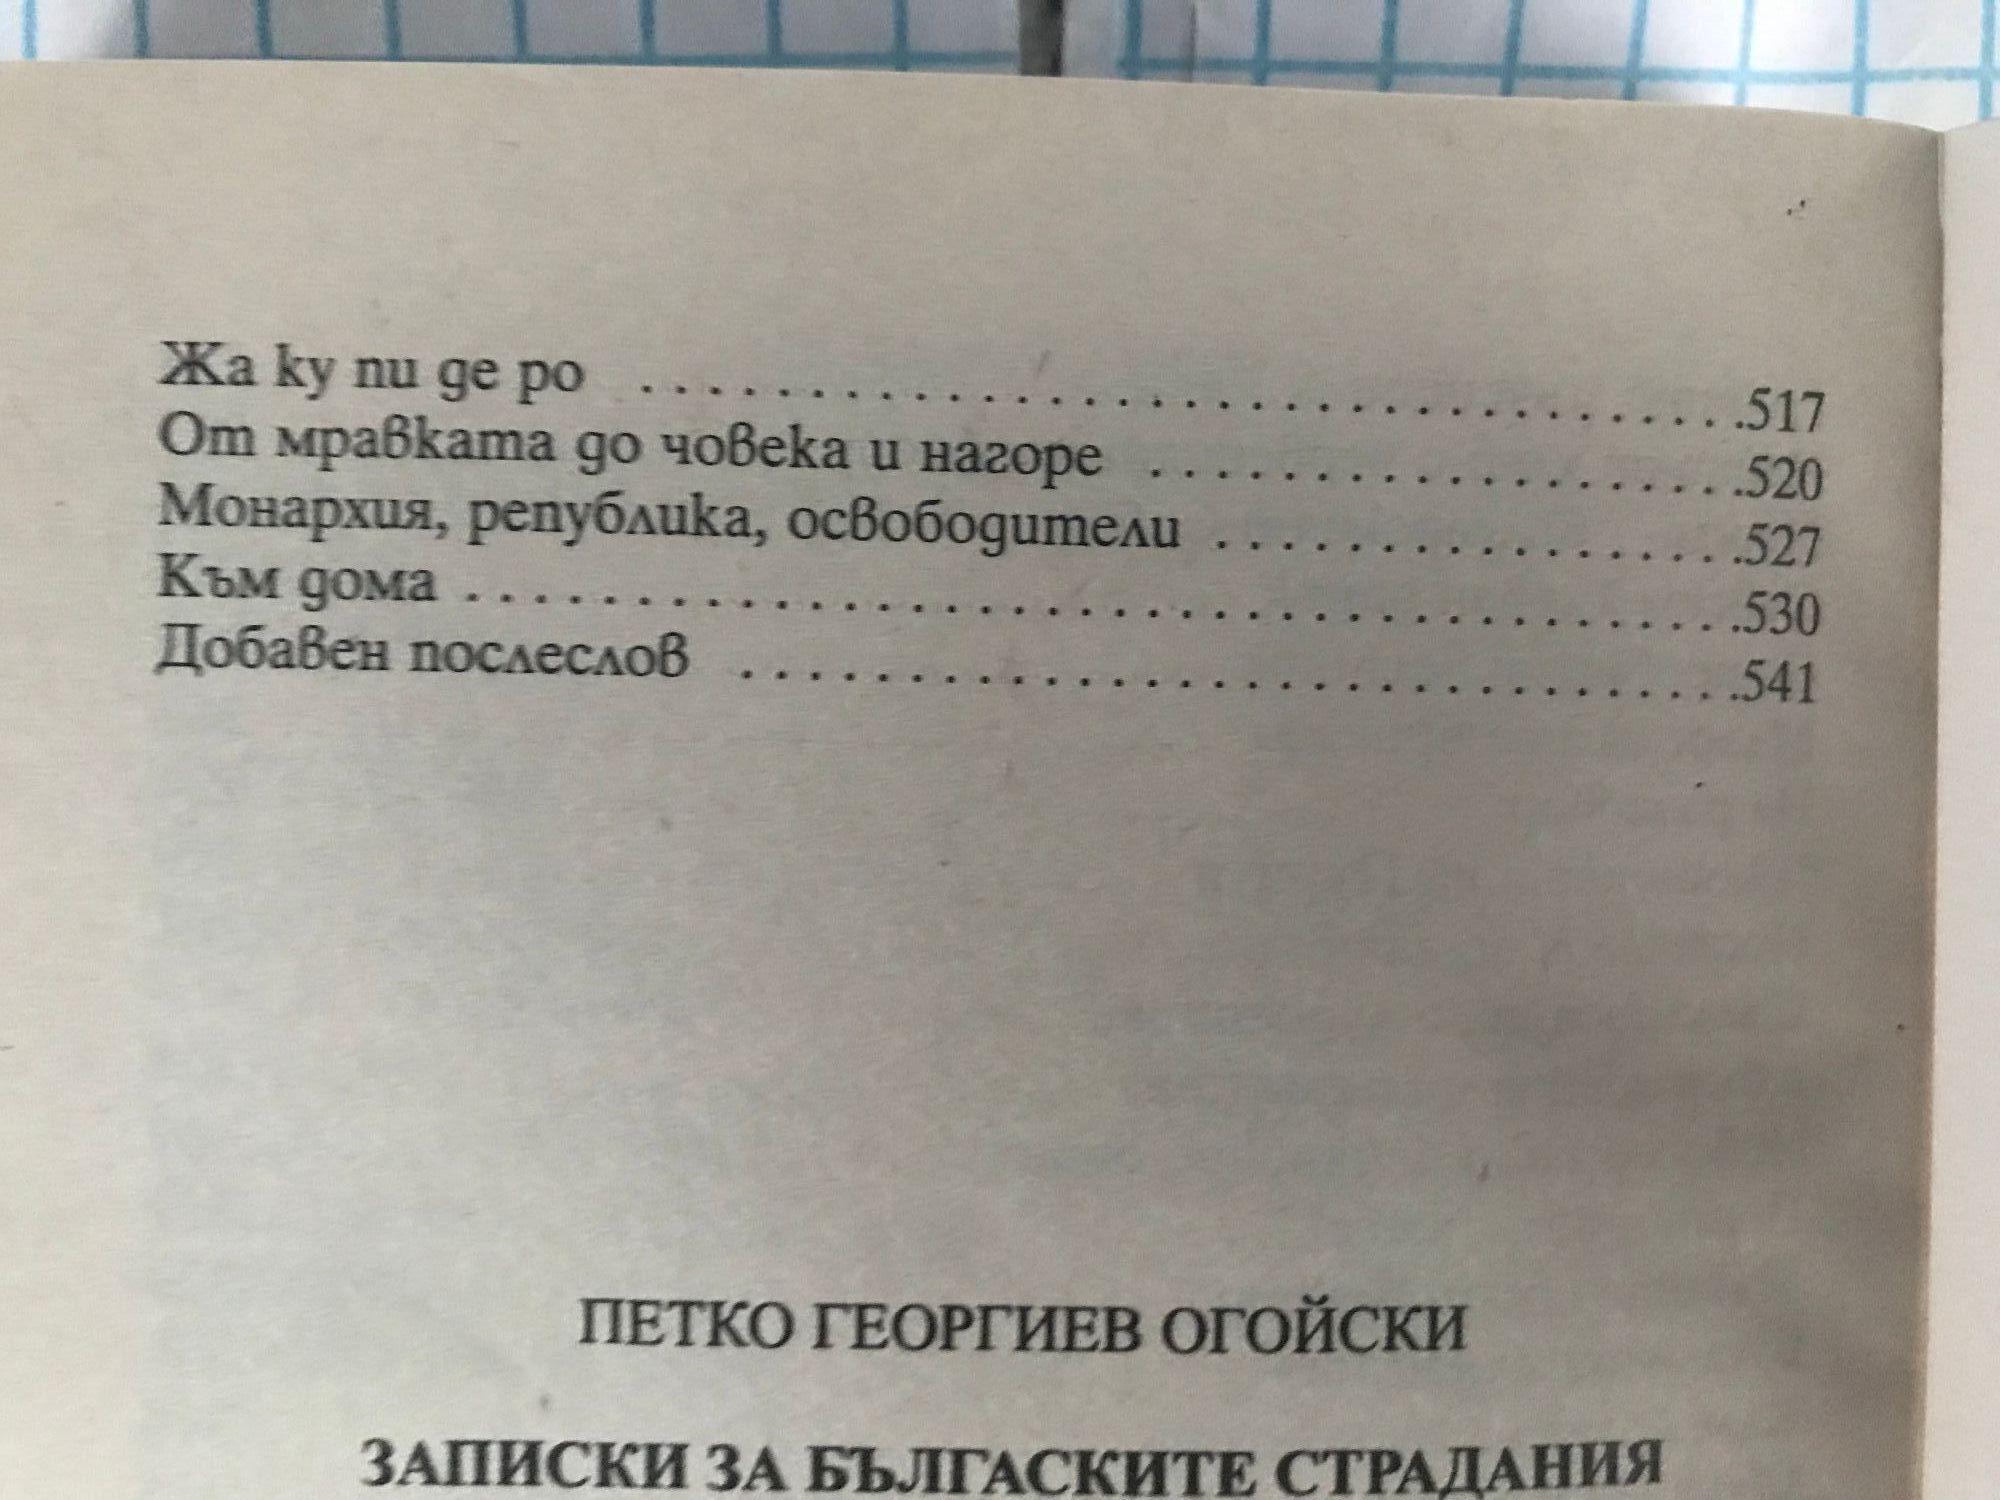 Жа ку пи де ро . . . . . . . . . . . . . . . . . . . . . . . . . . . . . . . . .517
От мравката до човека и нагоре . . . . . . . . . . . . . . . . . .520
Монархия, република, освободители . . . . . . . . . . . . . . . .527
Към дома . . . . . . . . . . . . . . . . . . . . . . . . . . . . . . . . . . . . . .530
Добавен послеслов . . . . . . . . . . . . . . . . . . . . . . . . . . . . . .541
ПЕТКО ГЕОРГИЕВ ОГОЙСКИ
ЗАПИСКИ ЗА БЪЛГАСКИТЕ СТРАДАНИЯ